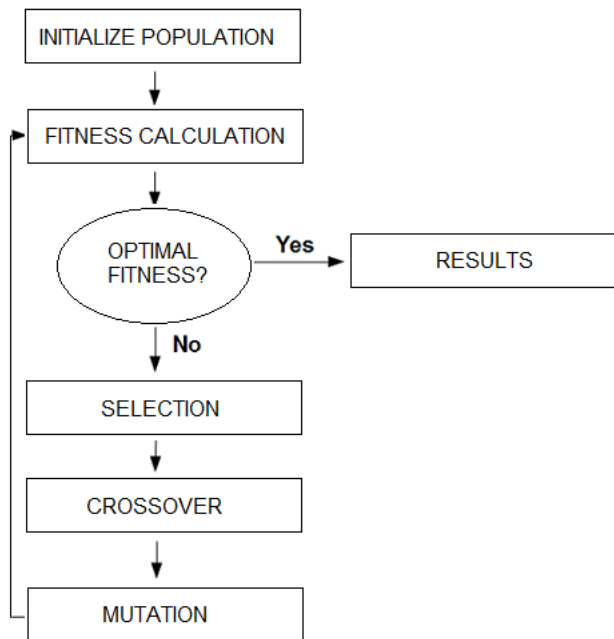 INITIALIZE POPULATION
FITNESS CALCULATION
OPTIMAL
FITNESS?
Yes
RESULTS
No
SELECTION
CROSSOVER
MUTATION